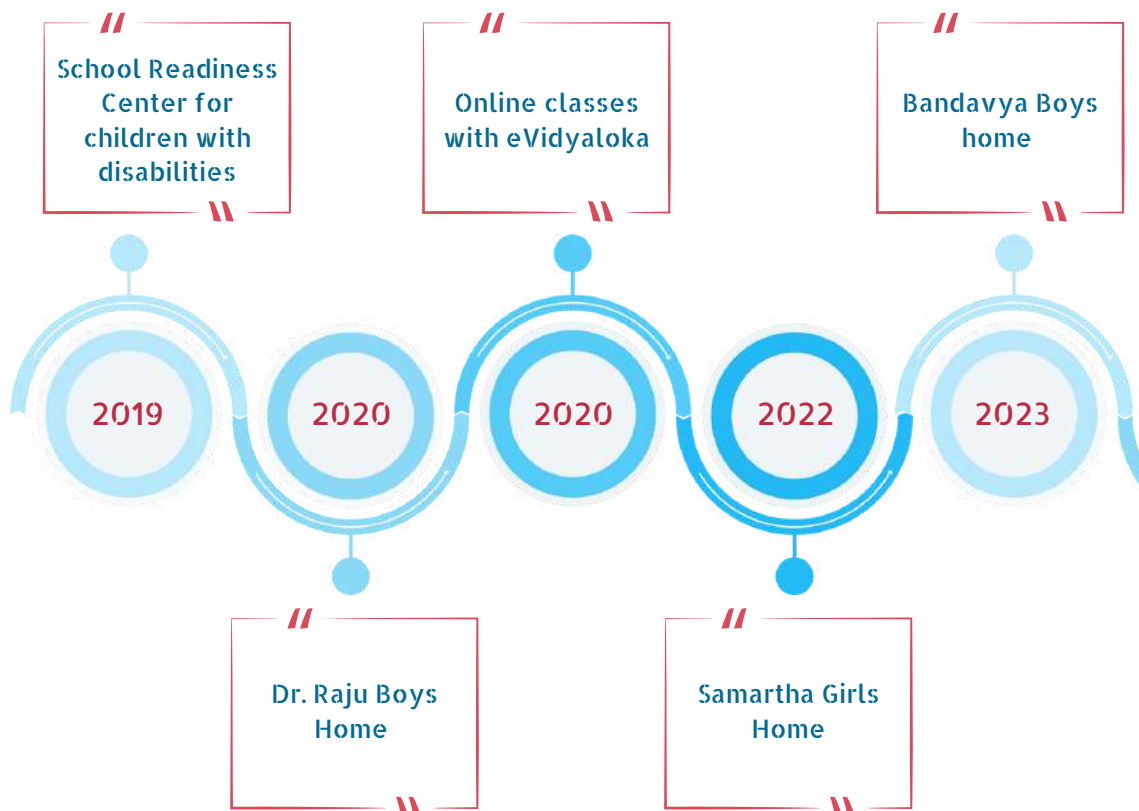 School Readiness
Center for
children with
disabilities
Online classes
with eVidyaloka
Bandavya Boys
home
2019
2020
2020
2022
2023
Dr. Raju Boys
Home
Samartha Girls
Home